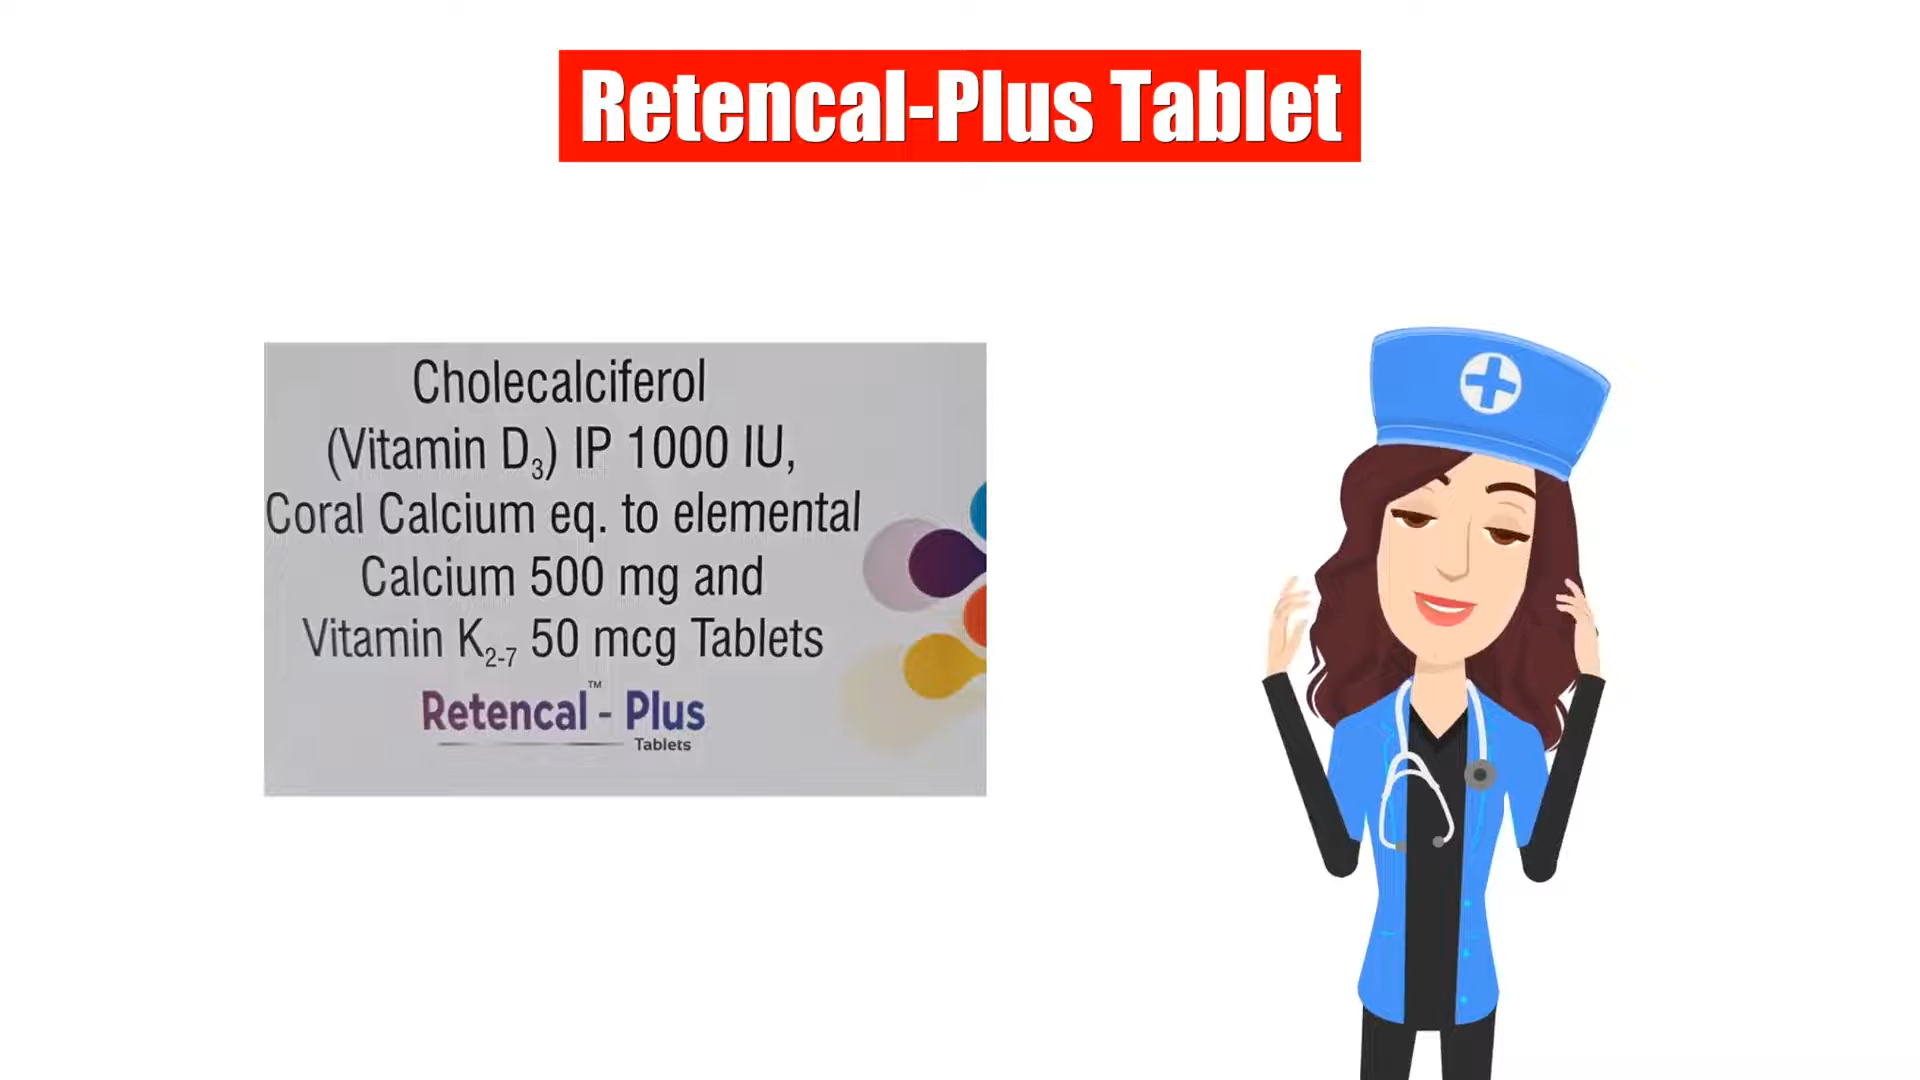 Retencal-Plus Tablet
Cholecalciferol
(Vitamin D₃) IP 1000 IU,
Coral Calcium eq. to elemental
Calcium 500 mg and
Vitamin K₂₋₇ 50 mcg Tablets
Retencal™ - Plus
Tablets